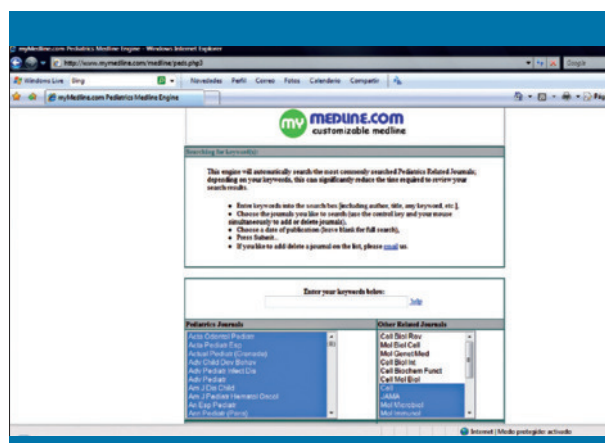 myMedline.com Pediatrics Medline Engine - Windows Internet Explorer
http://www.mymedline.com/medline/peds.php3
Google
Windows Live Bing Novedades Perfil Correo Fotos Calendario Compartir
myMedline.com Pediatrics Medline Engine
my MEDLINE.COM
customizable medline
Searching for keyword(s):
This engine will automatically search the most commonly searched Pediatrics Related Journals;
depending on your keywords, this can significantly reduce the time required to review your
search results.
• Enter keywords into the search box [including author, title, any keyword, etc.],
• Choose the journals you like to search (use the control key and your mouse
simultaneously to add or delete journals),
• Choose a date of publication (leave blank for full search),
• Press Submit..
• If you like to add delete a journal on the list, please email us.
Enter your keywords below:
help
Pediatrics Journals
Acta Odontol Pediatr
Acta Pediatr Esp
Actual Pediatr (Granada)
Adv Child Dev Behav
Adv Pediatr Infect Dis
Adv Pediatr
Am J Dis Child
Am J Pediatr Hematol Oncol
An Esp Pediatr
Ann Pediatr (Paris)
Other Related Journals
Cell Biol Rev
Mol Biol Cell
Mol Genet Med
Cell Biol Int
Cell Biochem Funct
Cell Mol Biol
Cell
JAMA
Mol Microbiol
Mol Immunol
Internet | Modo protegido: activado